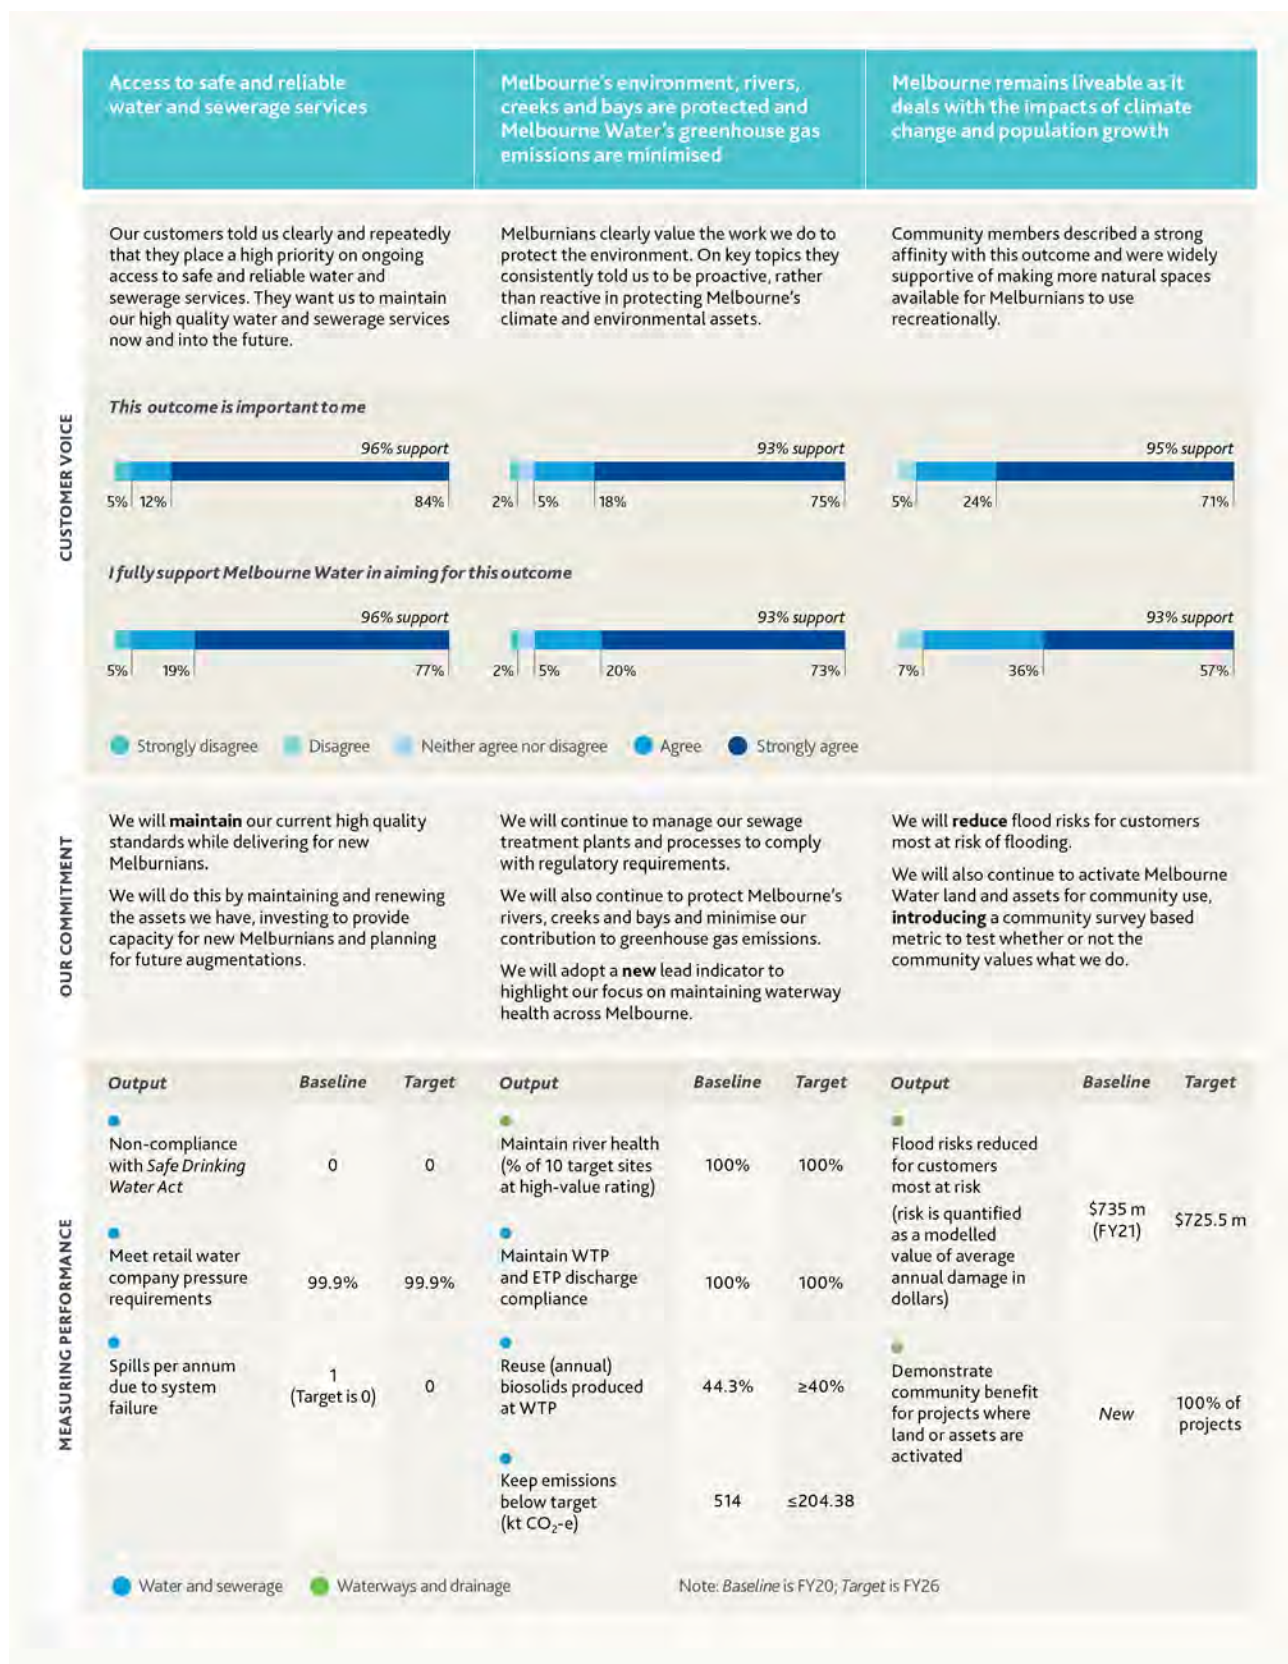 Access to safe and reliable
water and sewerage services
Melbourne's environment, rivers,
creeks and bays are protected and
Melbourne Water's greenhouse gas
emissions are minimised
Melbourne remains liveable as it
deals with the impacts of climate
change and population growth
CUSTOMER VOICE
Our customers told us clearly and repeatedly
that they place a high priority on ongoing
access to safe and reliable water and
sewerage services. They want us to maintain
our high quality water and sewerage services
now and into the future.
Melburnians clearly value the work we do to
protect the environment. On key topics they
consistently told us to be proactive, rather
than reactive in protecting Melbourne's
climate and environmental assets.
Community members described a strong
affinity with this outcome and were widely
supportive of making more natural spaces
available for Melburnians to use
recreationally.
This outcome is important to me
96% support
5% 12% 84%
93% support
2% 5% 18% 75%
95% support
5% 24% 71%
I fully support Melbourne Water in aiming for this outcome
96% support
5% 19% 77%
93% support
2% 5% 20% 73%
93% support
7% 36% 57%
Strongly disagree Disagree Neither agree nor disagree Agree Strongly agree
OUR COMMITMENT
We will maintain our current high quality
standards while delivering for new
Melburnians.
We will do this by maintaining and renewing
the assets we have, investing to provide
capacity for new Melburnians and planning
for future augmentations.
We will continue to manage our sewage
treatment plants and processes to comply
with regulatory requirements.
We will also continue to protect Melbourne's
rivers, creeks and bays and minimise our
contribution to greenhouse gas emissions.
We will adopt a new lead indicator to
highlight our focus on maintaining waterway
health across Melbourne.
We will reduce flood risks for customers
most at risk of flooding.
We will also continue to activate Melbourne
Water land and assets for community use,
introducing a community survey based
metric to test whether or not the
community values what we do.
MEASURING PERFORMANCE
Output Baseline Target
Non-compliance
with Safe Drinking
Water Act
0 0
Meet retail water
company pressure
requirements
99.9% 99.9%
Spills per annum
due to system
failure
1
(Target is 0)
0
Output Baseline Target
Maintain river health
(% of 10 target sites
at high-value rating)
100% 100%
Maintain WTP
and ETP discharge
compliance
100% 100%
Reuse (annual)
biosolids produced
at WTP
44.3% ≥40%
Keep emissions
below target
(kt CO₂-e)
514 ≤204.38
Output Baseline Target
Flood risks reduced
for customers
most at risk
(risk is quantified
as a modelled
value of average
annual damage in
dollars)
$735 m
(FY21)
$725.5 m
Demonstrate
community benefit
for projects where
land or assets are
activated
New
100% of
projects
Water and sewerage Waterways and drainage
Note: Baseline is FY20; Target is FY26